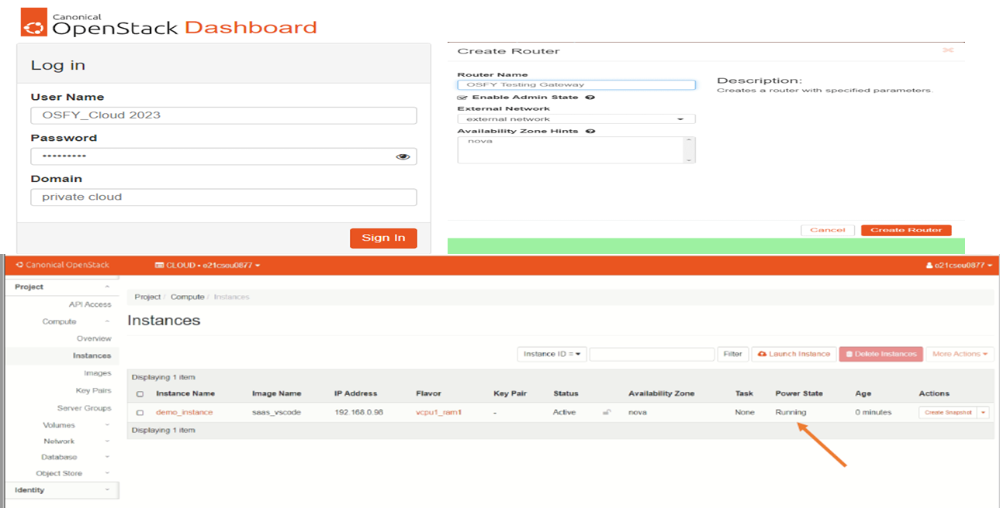 Canonical
OpenStack Dashboard
Log in
User Name
OSFY_Cloud 2023
Password
•••••••••
Domain
private cloud
Sign In
Create Router
Router Name
OSFY Testing Gateway
Enable Admin State
External Network
external network
Availability Zone Hints
nova
Description:
Creates a router with specified parameters.
Cancel
Create Router
Canonical OpenStack
CLOUD • e21cseu0877
e21cseu0877
Project
API Access
Compute
Overview
Instances
Images
Key Pairs
Server Groups
Volumes
Network
Database
Object Store
Identity
Project / Compute / Instances
Instances
Instance ID = Filter Launch Instance Delete Instances More Actions
Displaying 1 item
Instance Name Image Name IP Address Flavor Key Pair Status Availability Zone Task Power State Age Actions
demo_instance saas_vscode 192.168.0.98 vcpu1_ram1 - Active nova None Running 0 minutes Create Snapshot
Displaying 1 item